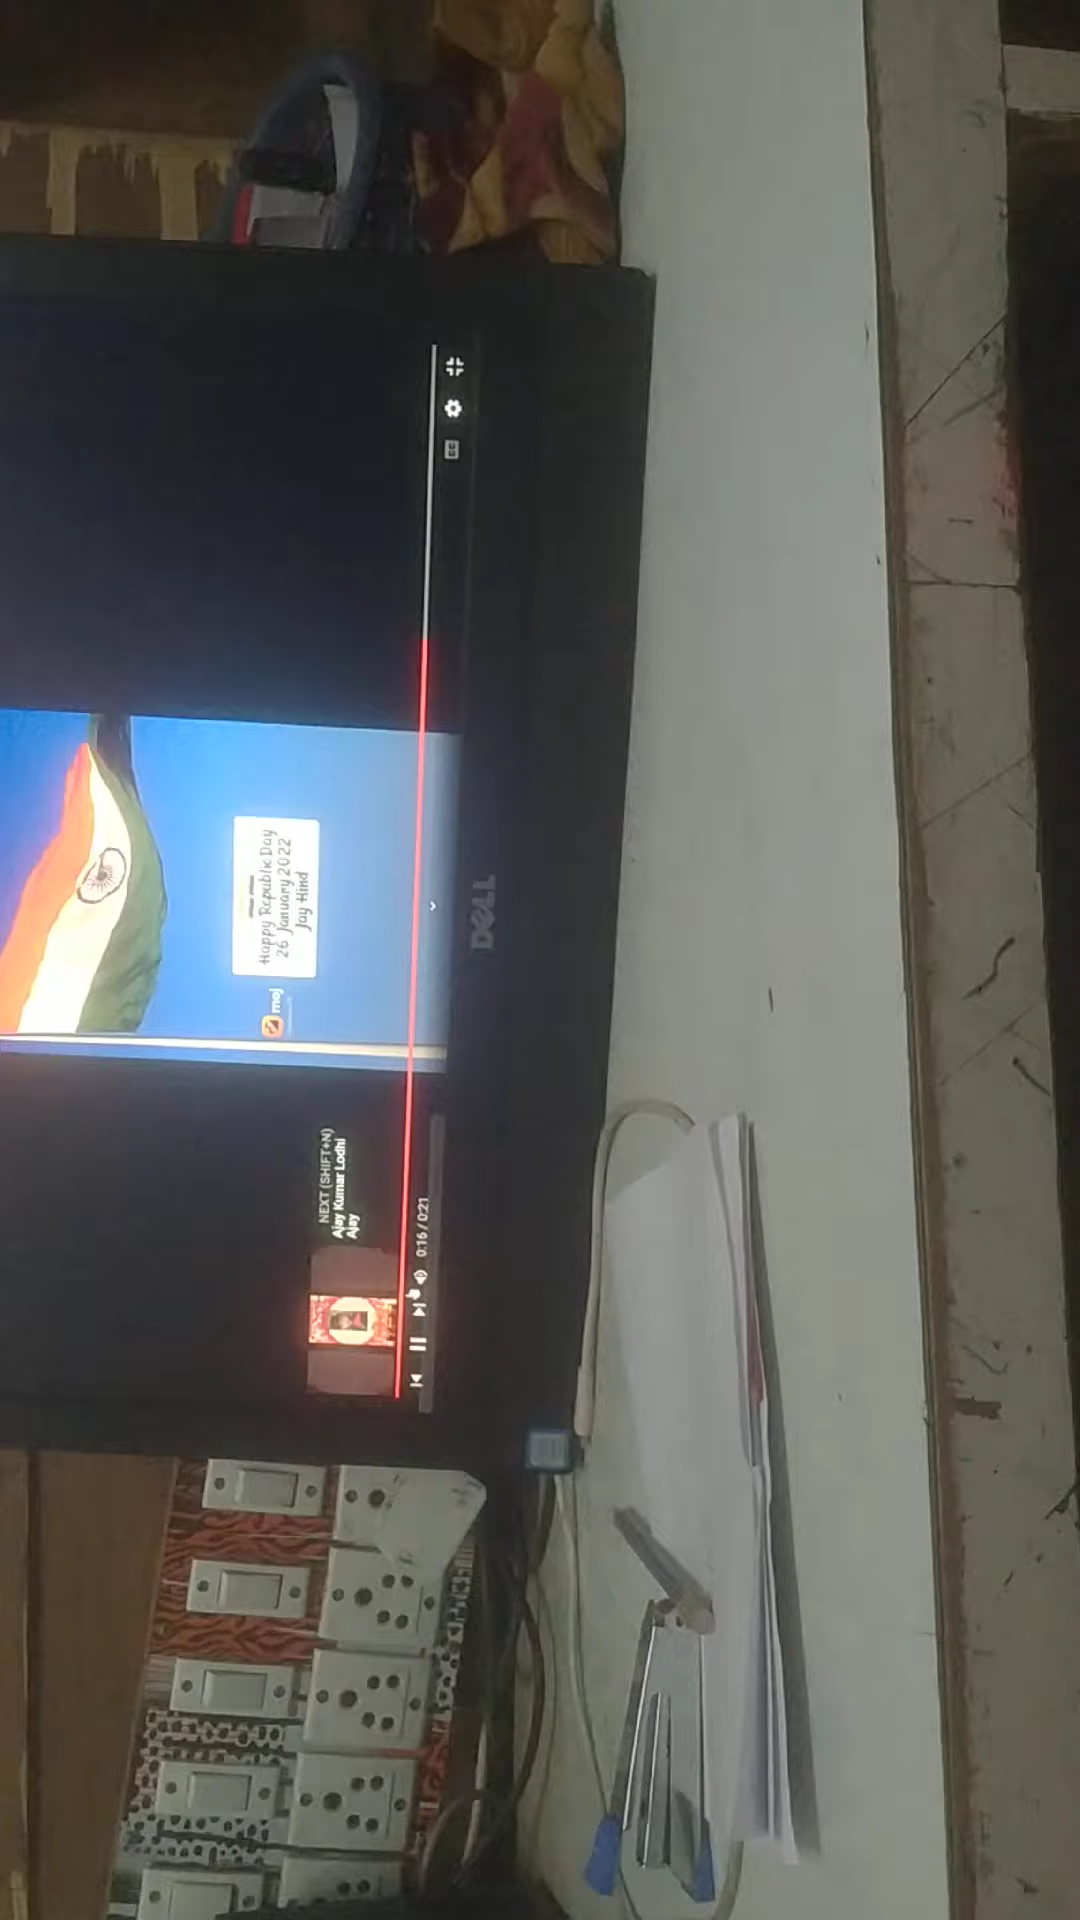 Happy Republic Day
26 January 2022
Jay Hind
moj
NEXT (SHIFT+N)
Ajay Kumar Lodhi
Ajay
0:16 / 0:21
CC
DELL